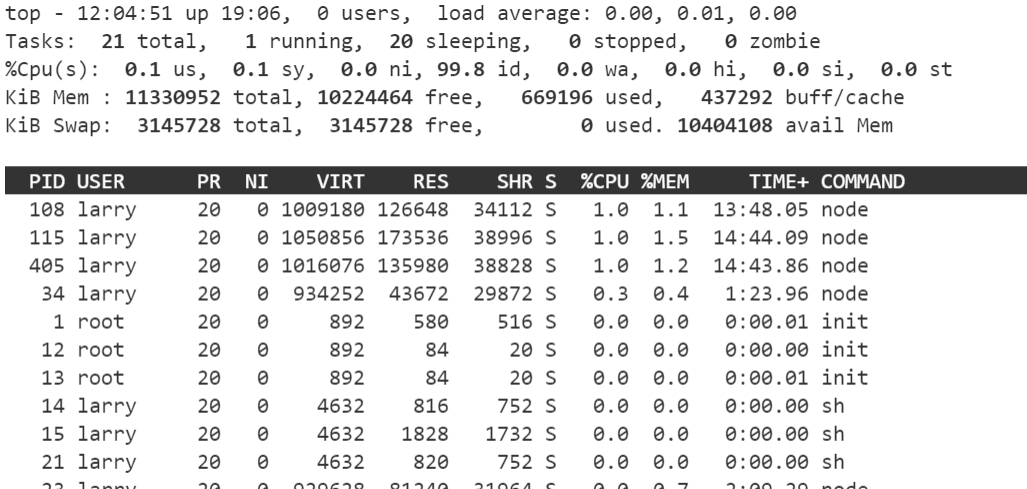 top - 12:04:51 up 19:06,  0 users,  load average: 0.00, 0.01, 0.00
Tasks:  21 total,   1 running,  20 sleeping,   0 stopped,   0 zombie
%Cpu(s):  0.1 us,  0.1 sy,  0.0 ni, 99.8 id,  0.0 wa,  0.0 hi,  0.0 si,  0.0 st
KiB Mem : 11330952 total, 10224464 free,   669196 used,   437292 buff/cache
KiB Swap:  3145728 total,  3145728 free,        0 used. 10404108 avail Mem
  PID USER      PR  NI    VIRT    RES    SHR S  %CPU %MEM     TIME+ COMMAND
  108 larry     20   0 1009180 126648  34112 S   1.0  1.1  13:48.05 node
  115 larry     20   0 1050856 173536  38996 S   1.0  1.5  14:44.09 node
  405 larry     20   0 1016076 135980  38828 S   1.0  1.2  14:43.86 node
   34 larry     20   0  934252  43672  29872 S   0.3  0.4   1:23.96 node
    1 root      20   0     892    580    516 S   0.0  0.0   0:00.01 init
   12 root      20   0     892     84     20 S   0.0  0.0   0:00.00 init
   13 root      20   0     892     84     20 S   0.0  0.0   0:00.01 init
   14 larry     20   0    4632    816    752 S   0.0  0.0   0:00.00 sh
   15 larry     20   0    4632   1828   1732 S   0.0  0.0   0:00.00 sh
   21 larry     20   0    4632    820    752 S   0.0  0.0   0:00.00 sh
   23 larry     20   0               31964 S   0.0  0.7           node